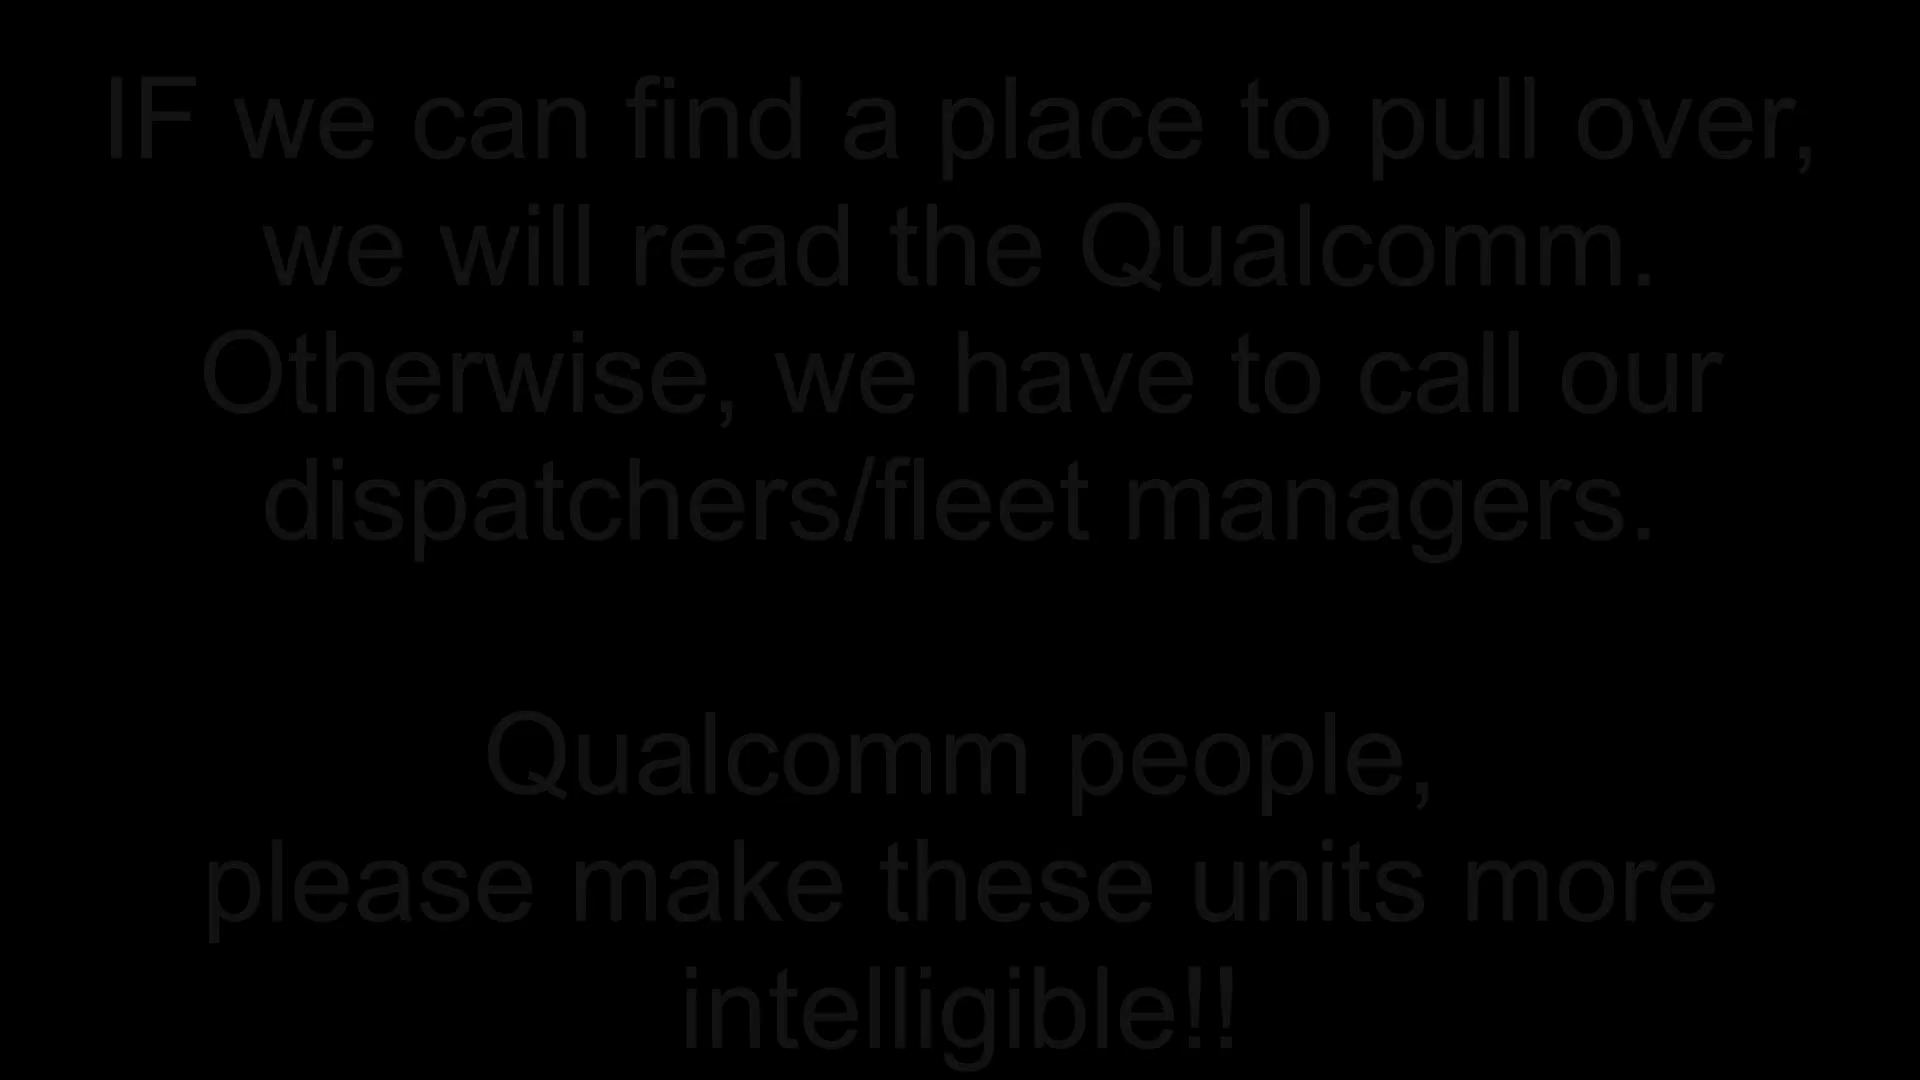 IF we can find a place to pull over,
we will read the Qualcomm.
Otherwise, we have to call our
dispatchers/fleet managers.
Qualcomm people,
please make these units more
intelligible!!